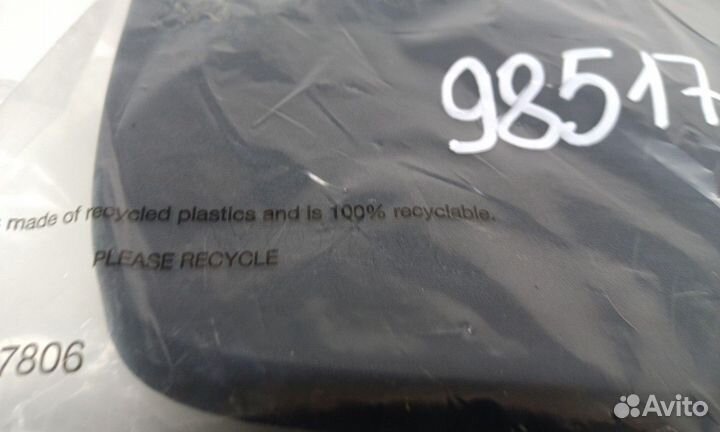 98517
made of recycled plastics and is 100% recyclable.
PLEASE RECYCLE
7806
Avito